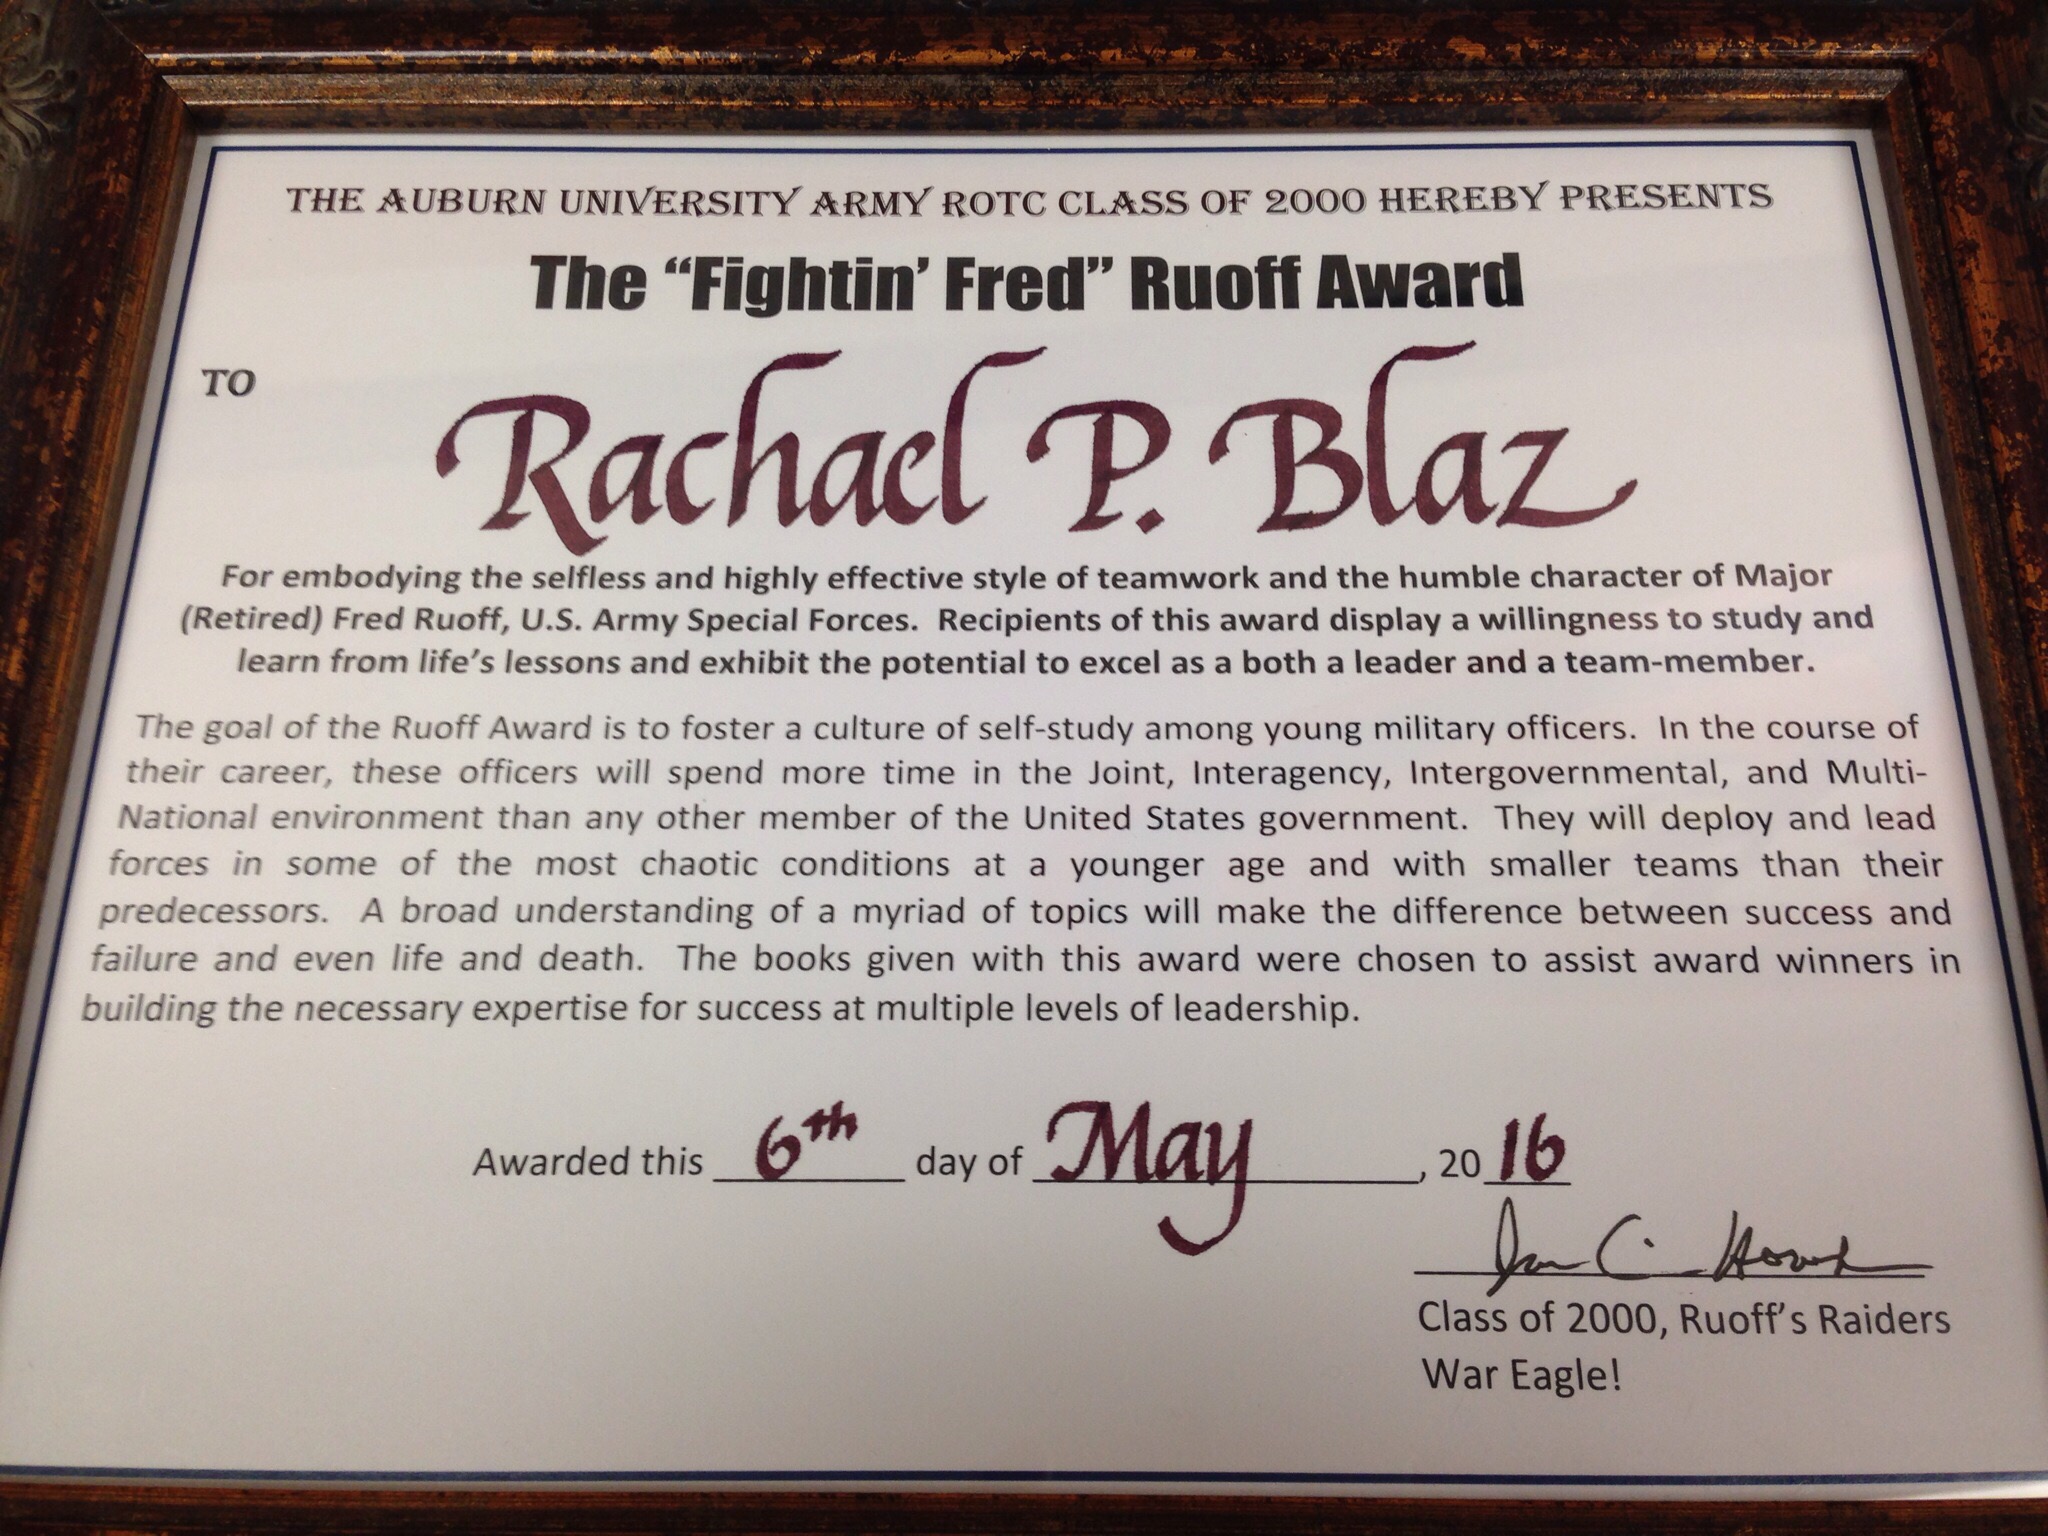 THE AUBURN UNIVERSITY ARMY ROTC CLASS OF 2000 HEREBY PRESENTS
The “Fightin’ Fred” Ruoff Award
TO
Rachael P. Blaz
For embodying the selfless and highly effective style of teamwork and the humble character of Major
(Retired) Fred Ruoff, U.S. Army Special Forces.  Recipients of this award display a willingness to study and
learn from life’s lessons and exhibit the potential to excel as a both a leader and a team-member.
The goal of the Ruoff Award is to foster a culture of self-study among young military officers.  In the course of
their career, these officers will spend more time in the Joint, Interagency, Intergovernmental, and Multi-
National environment than any other member of the United States government.  They will deploy and lead
forces in some of the most chaotic conditions at a younger age and with smaller teams than their
predecessors.  A broad understanding of a myriad of topics will make the difference between success and
failure and even life and death.  The books given with this award were chosen to assist award winners in
building the necessary expertise for success at multiple levels of leadership.
Awarded this 6th day of May, 2016
Class of 2000, Ruoff’s Raiders
War Eagle!